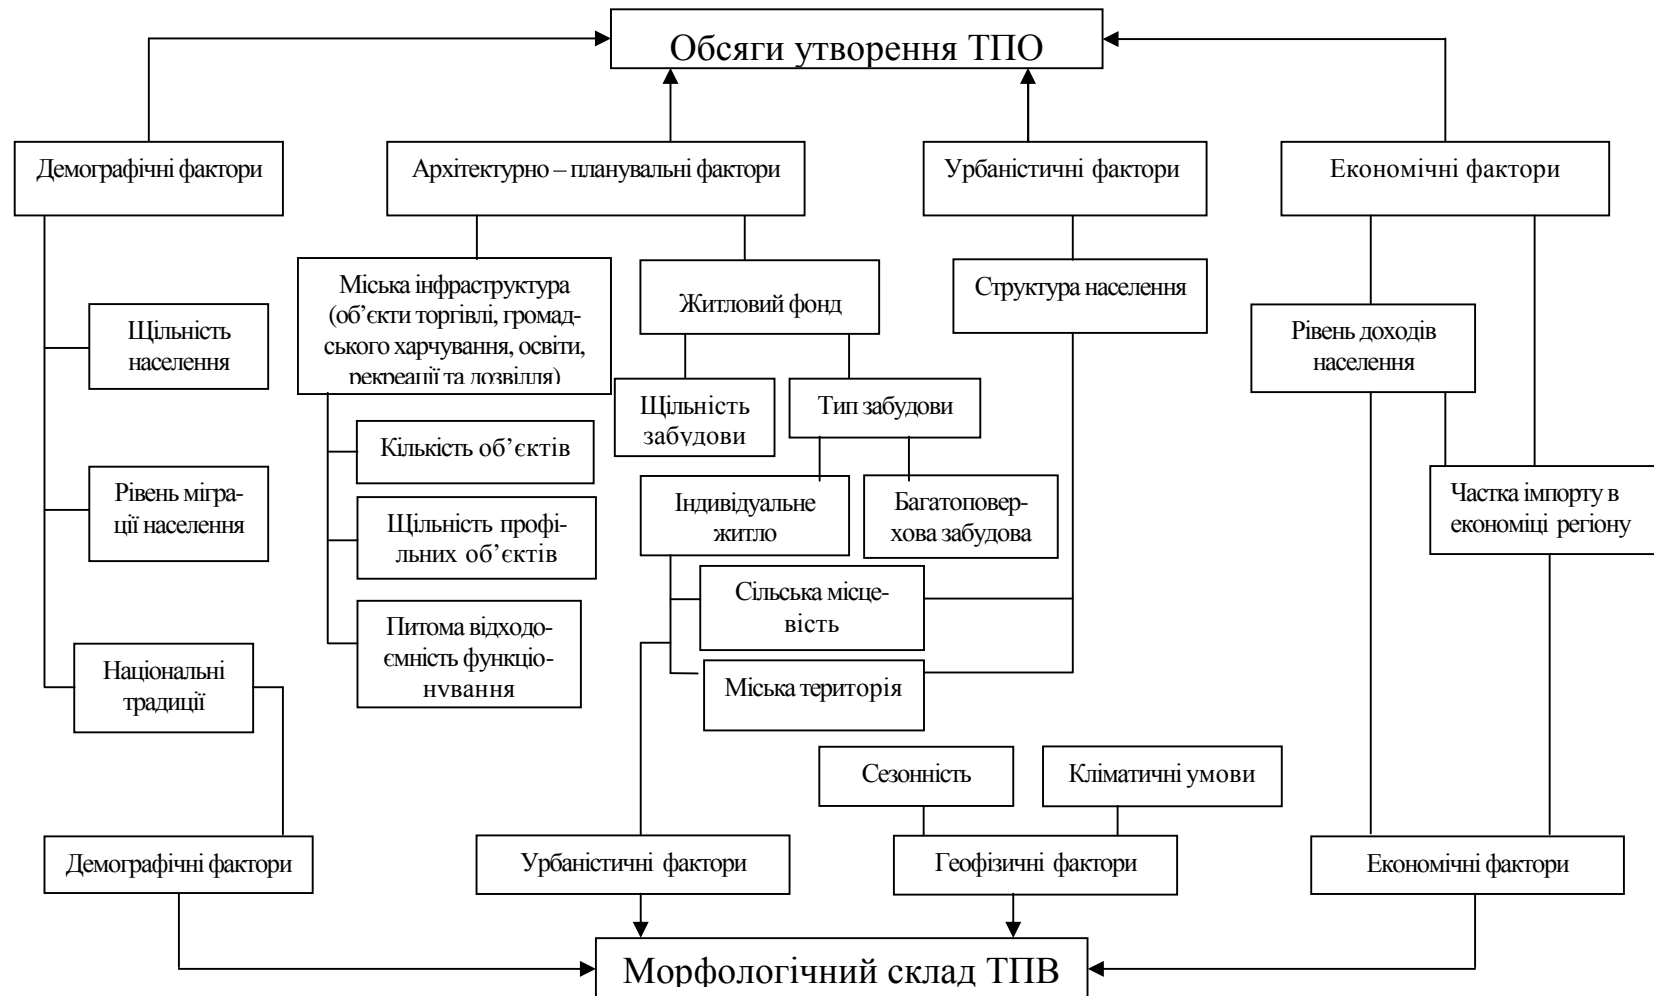 Обсяги утворення ТПО
Демографічні фактори
Архітектурно – планувальні фактори
Урбаністичні фактори
Економічні фактори
Міська інфраструктура
(об’єкти торгівлі, громад-
ського харчування, освіти,
рекреації та дозвілля)
Житловий фонд
Структура населення
Щільність
населення
Рівень доходів
населення
Щільність
забудови
Тип забудови
Кількість об’єктів
Рівень мігра-
ції населення
Щільність профі-
льних об’єктів
Індивідуальне
житло
Багатоповер-
хова забудова
Частка імпорту в
економіці регіону
Сільська місце-
вість
Питома відходо-
ємність функціо-
нування
Національні
традиції
Міська територія
Сезонність
Кліматичні умови
Демографічні фактори
Урбаністичні фактори
Геофізичні фактори
Економічні фактори
Морфологічний склад ТПВ